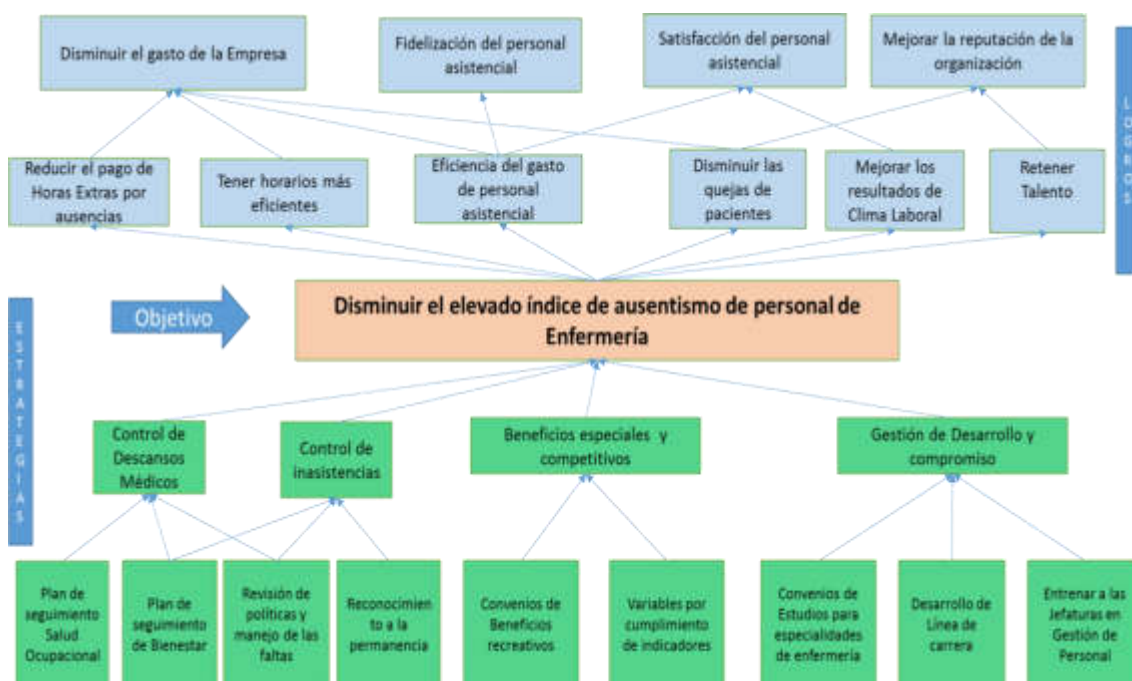 Disminuir el gasto de la Empresa
Fidelización del personal
asistencial
Satisfacción del personal
asistencial
Mejorar la reputación de la
organización
LOGROS
Reducir el pago de
Horas Extras por
ausencias
Tener horarios más
eficientes
Eficiencia del gasto
de personal
asistencial
Disminuir las
quejas de
pacientes
Mejorar los
resultados de
Clima Laboral
Retener
Talento
Objetivo
Disminuir el elevado índice de ausentismo de personal de
Enfermería
ESTRATEGIAS
Control de
Descansos
Médicos
Control de
inasistencias
Beneficios especiales y
competitivos
Gestión de Desarrollo y
compromiso
Plan de
seguimiento
Salud
Ocupacional
Plan de
seguimiento
de Bienestar
Revisión de
políticas y
manejo de las
faltas
Reconocimien
to a la
permanencia
Convenios de
Beneficios
recreativos
Variables por
cumplimiento
de indicadores
Convenios de
Estudios para
especialidades
de enfermería
Desarrollo de
Línea de
carrera
Entrenar a las
Jefaturas en
Gestión de
Personal